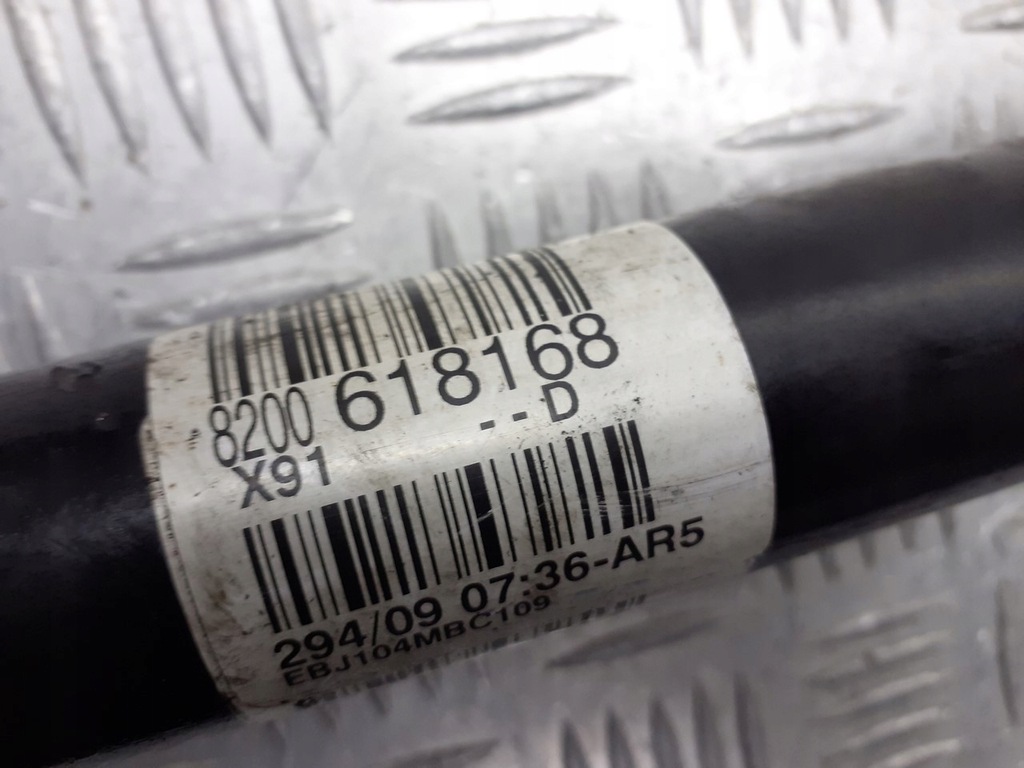 8200 618168
X91 --D
294/09 07:36-AR5
EBJ104MBC109